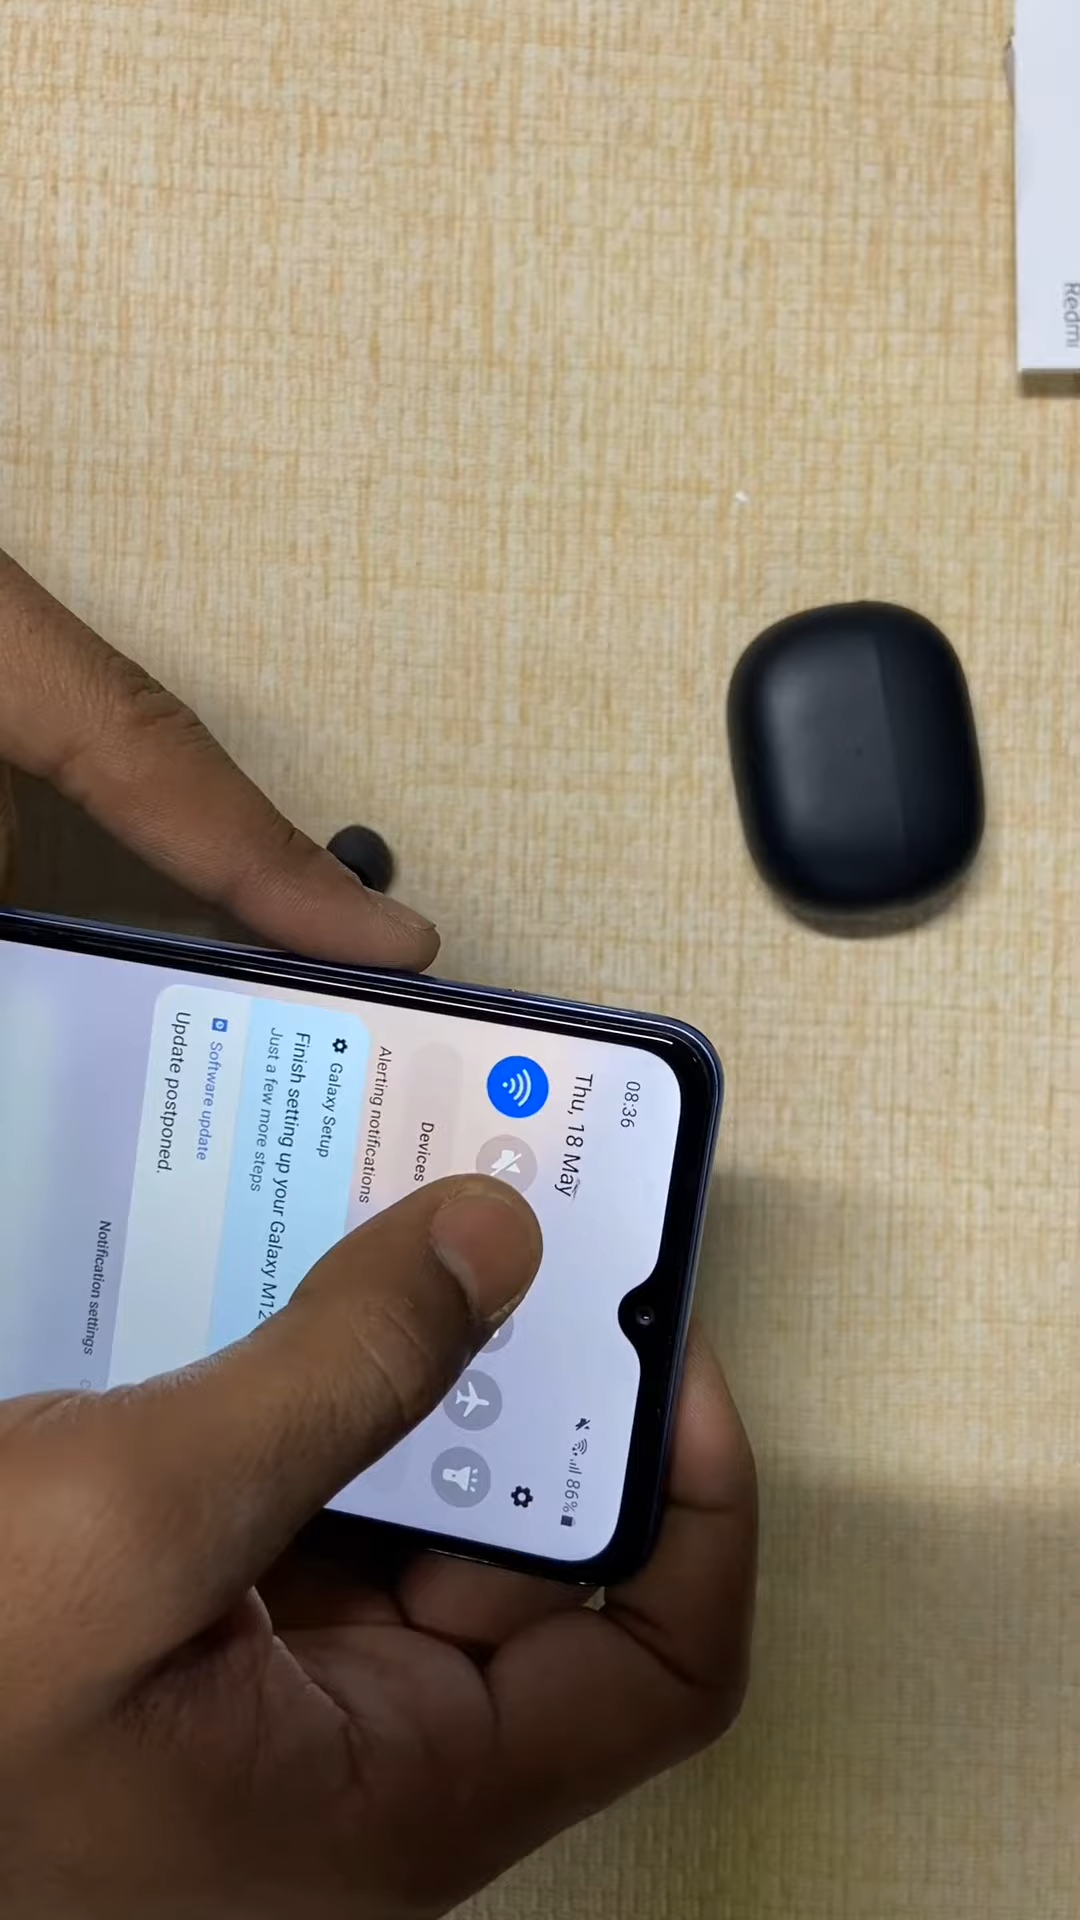 08:36
86%
Thu, 18 May
Devices
Alerting notifications
Galaxy Setup
Finish setting up your Galaxy M12
Just a few more steps
Software update
Update postponed.
Notification settings
Redmi